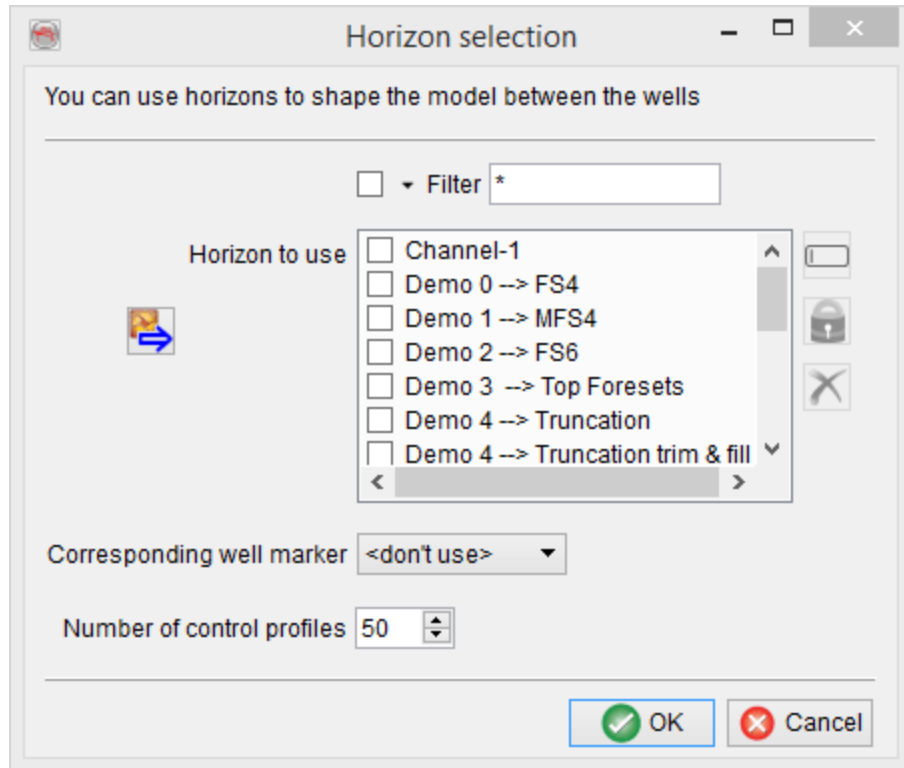 Horizon selection
You can use horizons to shape the model between the wells
Filter *
Horizon to use
Channel-1
Demo 0 --> FS4
Demo 1 --> MFS4
Demo 2 --> FS6
Demo 3 --> Top Foresets
Demo 4 --> Truncation
Demo 4 --> Truncation trim & fill
Corresponding well marker <don't use>
Number of control profiles 50
OK Cancel